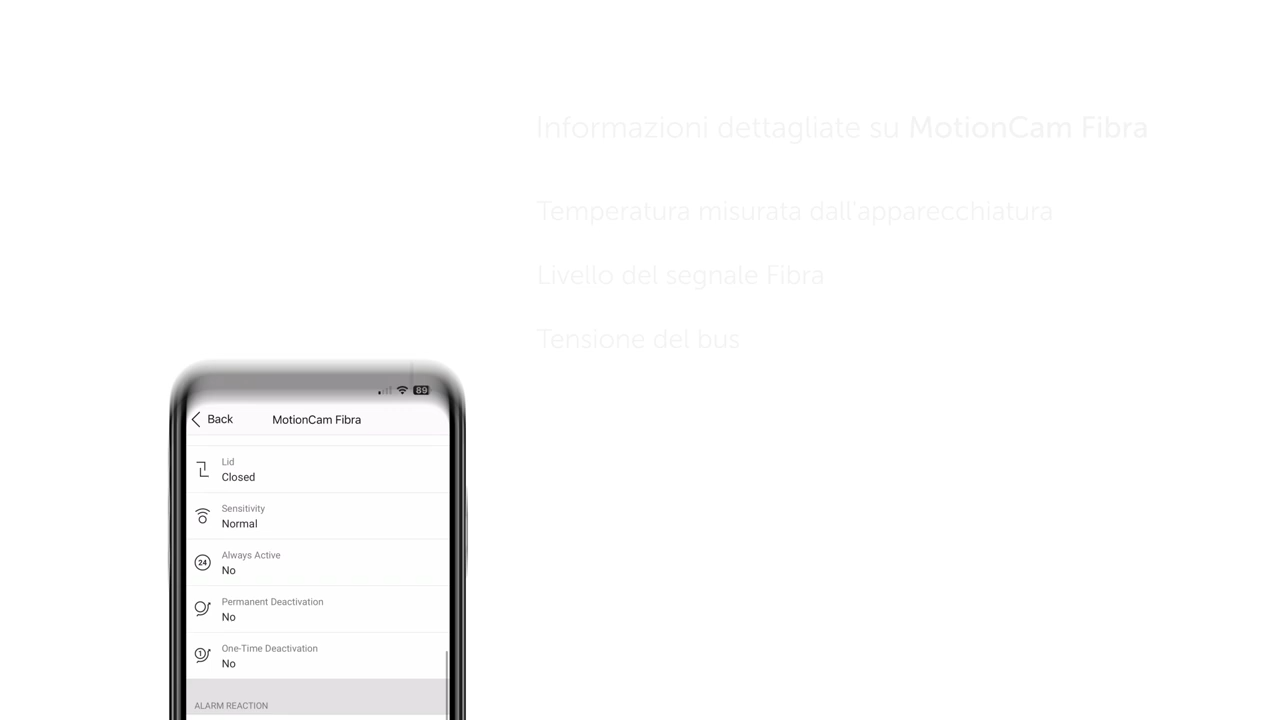 Informazioni dettagliate su MotionCam Fibra
Temperatura misurata dall'apparecchiatura
Livello del segnale Fibra
Tensione del bus
89
Back
MotionCam Fibra
Lid
Closed
Sensitivity
Normal
24
Always Active
No
Permanent Deactivation
No
1
One-Time Deactivation
No
ALARM REACTION